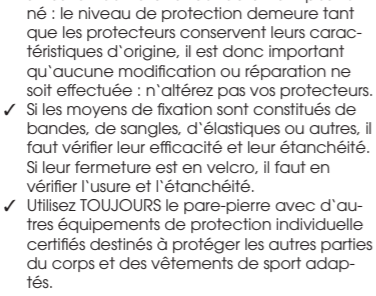 né : le niveau de protection demeure tant
que les protecteurs conservent leurs carac-
téristiques d`origine, il est donc important
qu`aucune modification ou réparation ne
soit effectuée : n`altérez pas vos protecteurs.
✓ Si les moyens de fixation sont constitués de
bandes, de sangles, d`élastiques ou autres, il
faut vérifier leur efficacité et leur étanchéité.
Si leur fermeture est en velcro, il faut en
vérifier l`usure et l`étanchéité.
✓ Utilisez TOUJOURS le pare-pierre avec d`au-
tres équipements de protection individuelle
certifiés destinés à protéger les autres parties
du corps et des vêtements de sport adap-
tés.